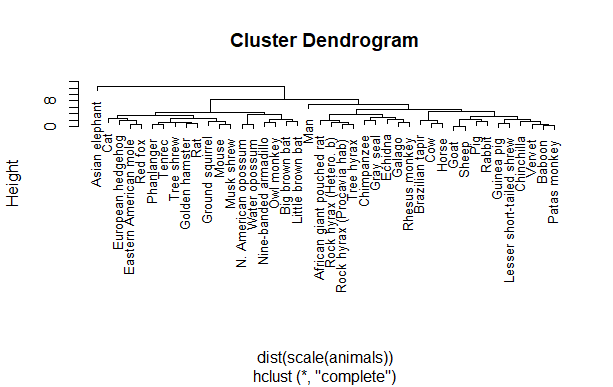 Cluster Dendrogram
Height
8
0
Asian elephant
Cat
European hedgehog
Eastern American mole
Red fox
Phanlanger
Tenrec
Tree shrew
Golden hamster
Rat
Ground squirrel
Mouse
Musk shrew
N. American opossum
Water opossum
Nine-banded armadillo
Owl monkey
Big brown bat
Little brown bat
Man
African giant pouched rat
Rock hyrax (Hetero. b)
Rock hyrax (Procavia hab)
Tree hyrax
Chimpanzee
Gray seal
Echidna
Galago
Rhesus monkey
Brazilian tapir
Cow
Horse
Goat
Sheep
Pig
Rabbit
Guinea pig
Lesser short-tailed shrew
Chinchilla
Vervet
Baboon
Patas monkey
dist(scale(animals))
hclust (*, "complete")